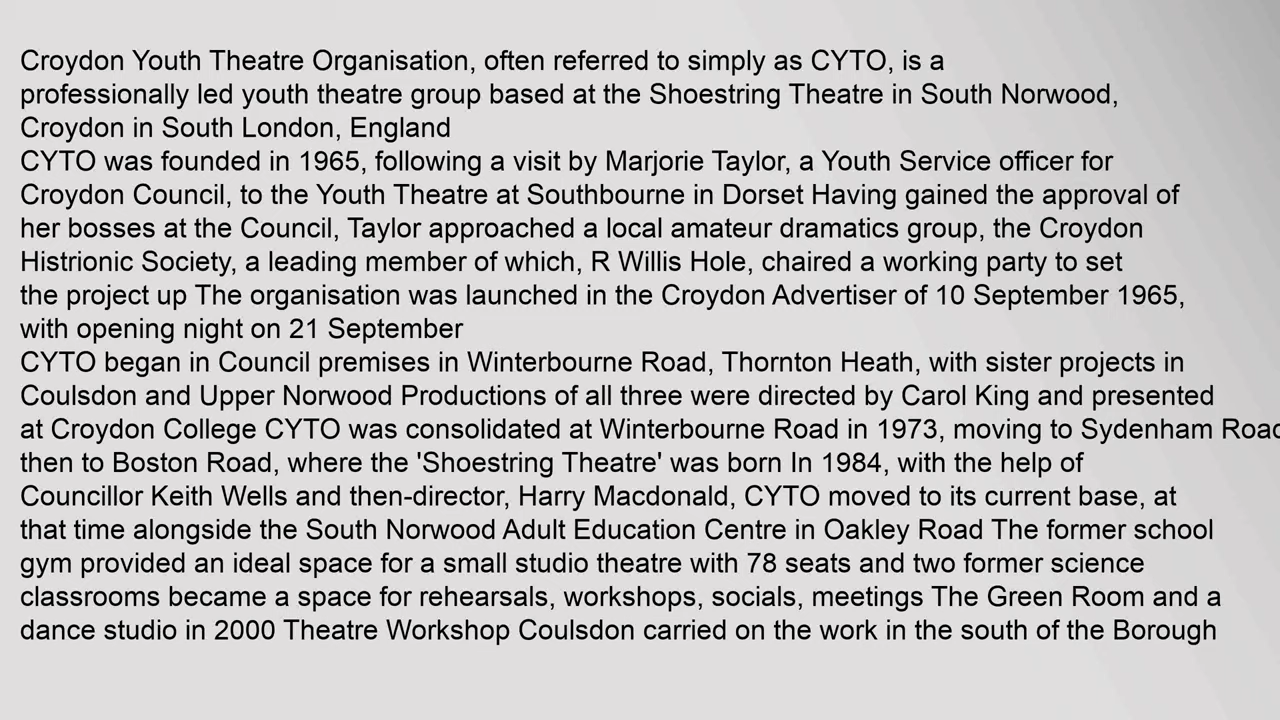 Croydon Youth Theatre Organisation, often referred to simply as CYTO, is a
professionally led youth theatre group based at the Shoestring Theatre in South Norwood,
Croydon in South London, England
CYTO was founded in 1965, following a visit by Marjorie Taylor, a Youth Service officer for
Croydon Council, to the Youth Theatre at Southbourne in Dorset Having gained the approval of
her bosses at the Council, Taylor approached a local amateur dramatics group, the Croydon
Histrionic Society, a leading member of which, R Willis Hole, chaired a working party to set
the project up The organisation was launched in the Croydon Advertiser of 10 September 1965,
with opening night on 21 September
CYTO began in Council premises in Winterbourne Road, Thornton Heath, with sister projects in
Coulsdon and Upper Norwood Productions of all three were directed by Carol King and presented
at Croydon College CYTO was consolidated at Winterbourne Road in 1973, moving to Sydenham Road
then to Boston Road, where the 'Shoestring Theatre' was born In 1984, with the help of
Councillor Keith Wells and then-director, Harry Macdonald, CYTO moved to its current base, at
that time alongside the South Norwood Adult Education Centre in Oakley Road The former school
gym provided an ideal space for a small studio theatre with 78 seats and two former science
classrooms became a space for rehearsals, workshops, socials, meetings The Green Room and a
dance studio in 2000 Theatre Workshop Coulsdon carried on the work in the south of the Borough